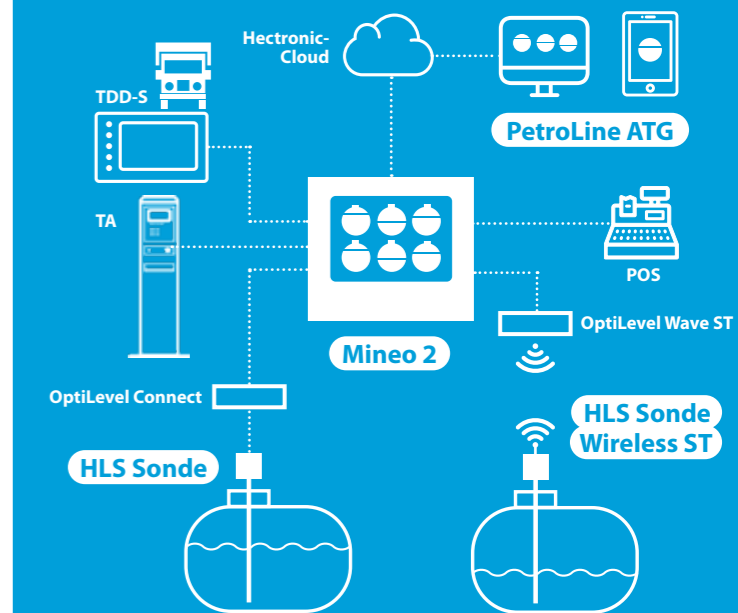 Hectronic-
Cloud
TDD-S
PetroLine ATG
TA
POS
OptiLevel Wave ST
Mineo 2
OptiLevel Connect
HLS Sonde
HLS Sonde
Wireless ST